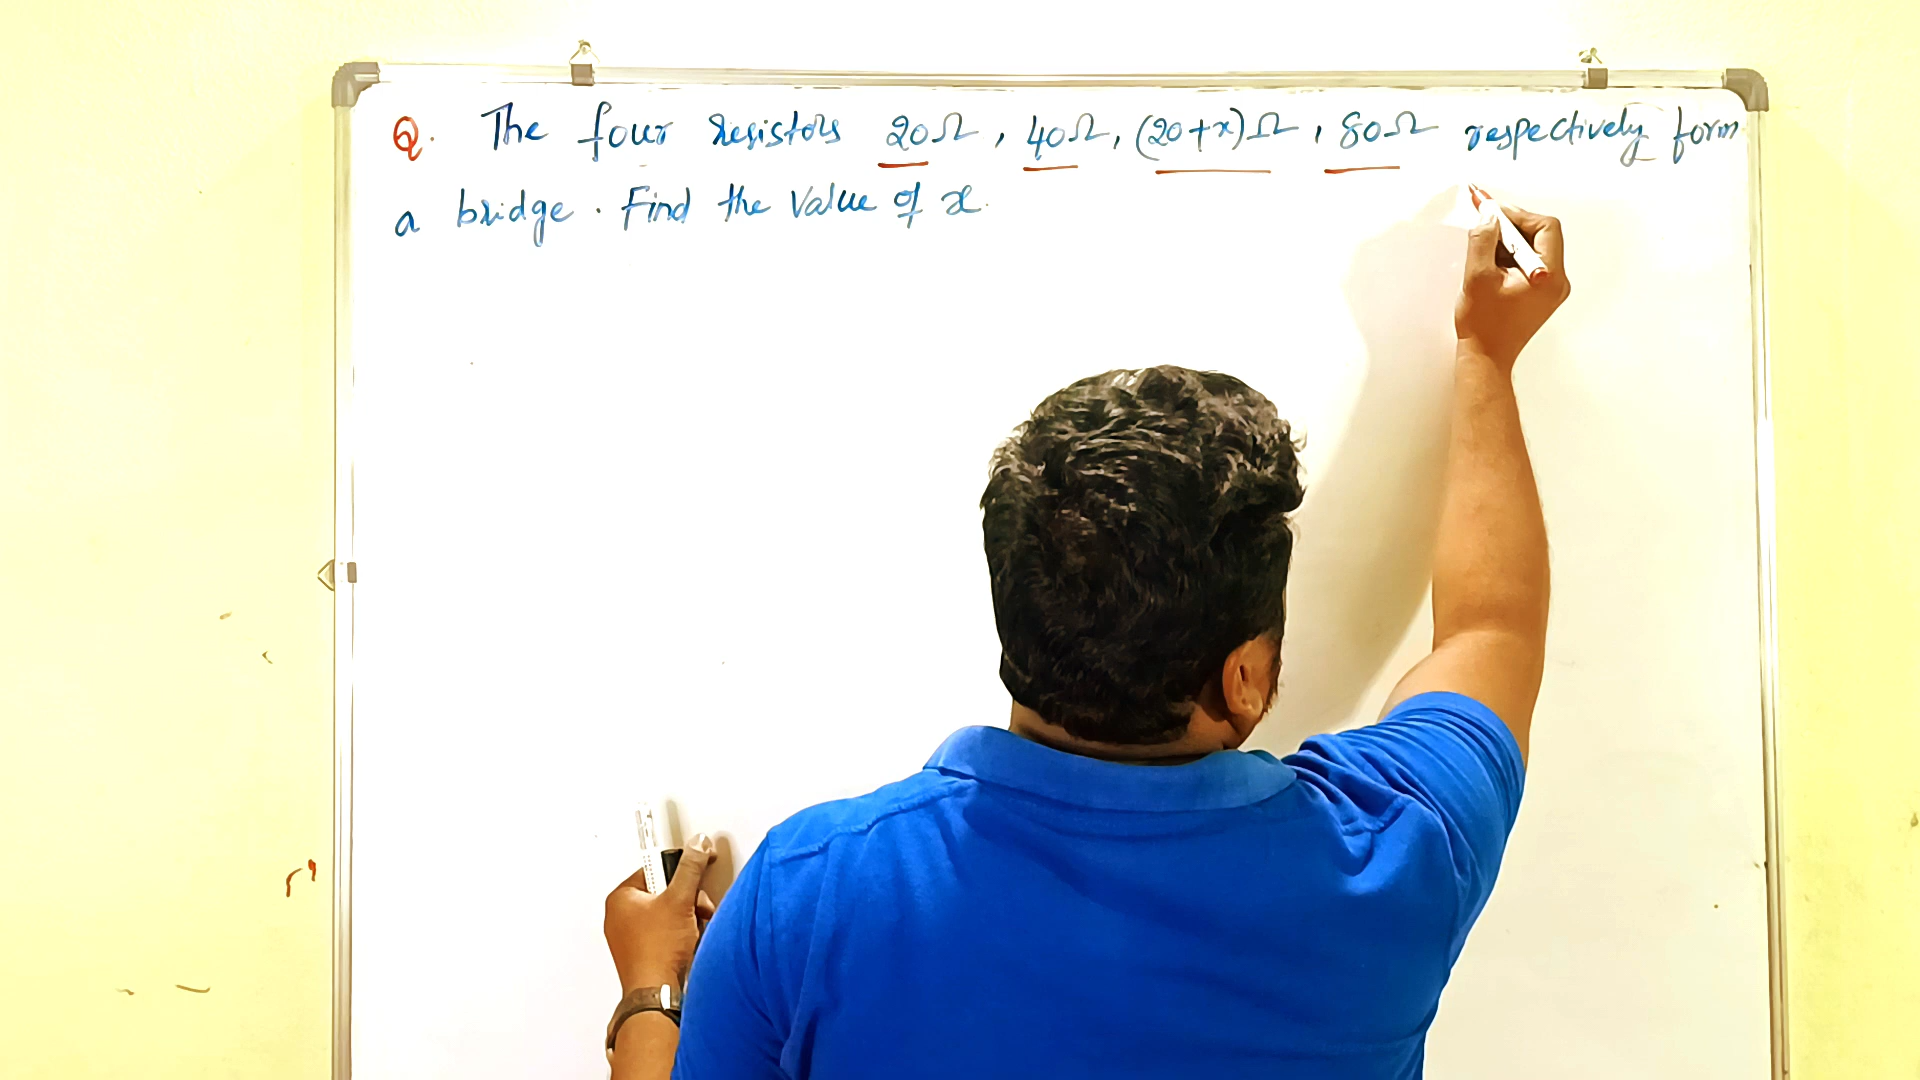 Q. The four resistors 20Ω, 40Ω, (20+x)Ω, 80Ω respectively form
a bridge. Find the value of x.